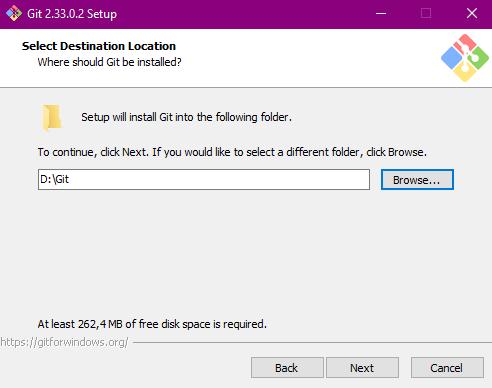 Git 2.33.0.2 Setup
Select Destination Location
Where should Git be installed?
Setup will install Git into the following folder.
To continue, click Next. If you would like to select a different folder, click Browse.
D:\Git
Browse...
At least 262,4 MB of free disk space is required.
https://gitforwindows.org/
Back
Next
Cancel